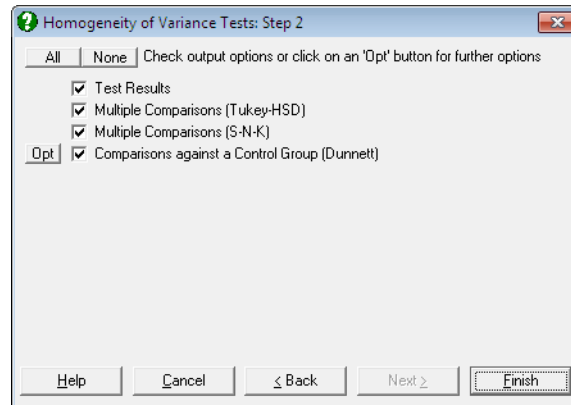 Homogeneity of Variance Tests: Step 2
All None Check output options or click on an 'Opt' button for further options
Test Results
Multiple Comparisons (Tukey-HSD)
Multiple Comparisons (S-N-K)
Opt Comparisons against a Control Group (Dunnett)
Help Cancel < Back Next > Finish